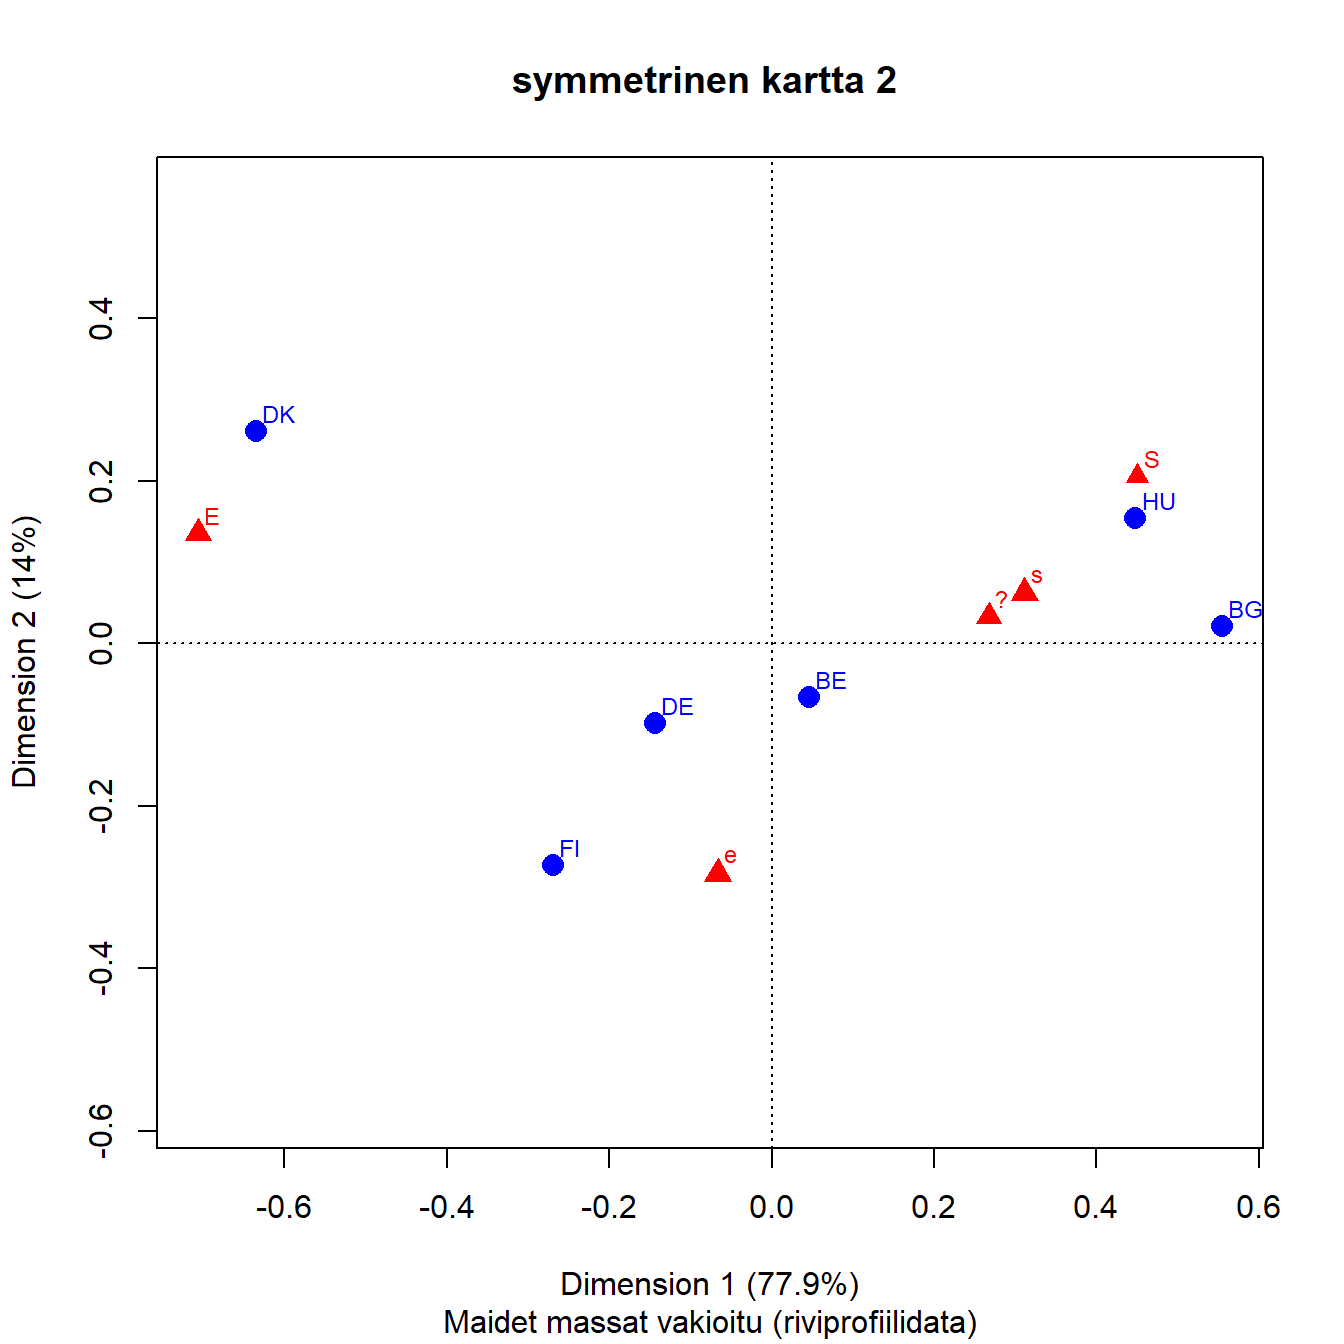 symmetrinen kartta 2
DK
E
S
HU
s
?
BG
BE
DE
FI
e
0.4
0.2
0.0
-0.2
-0.4
-0.6
Dimension 2 (14%)
-0.6 -0.4 -0.2 0.0 0.2 0.4 0.6
Dimension 1 (77.9%)
Maidet massat vakioitu (riviprofiilidata)